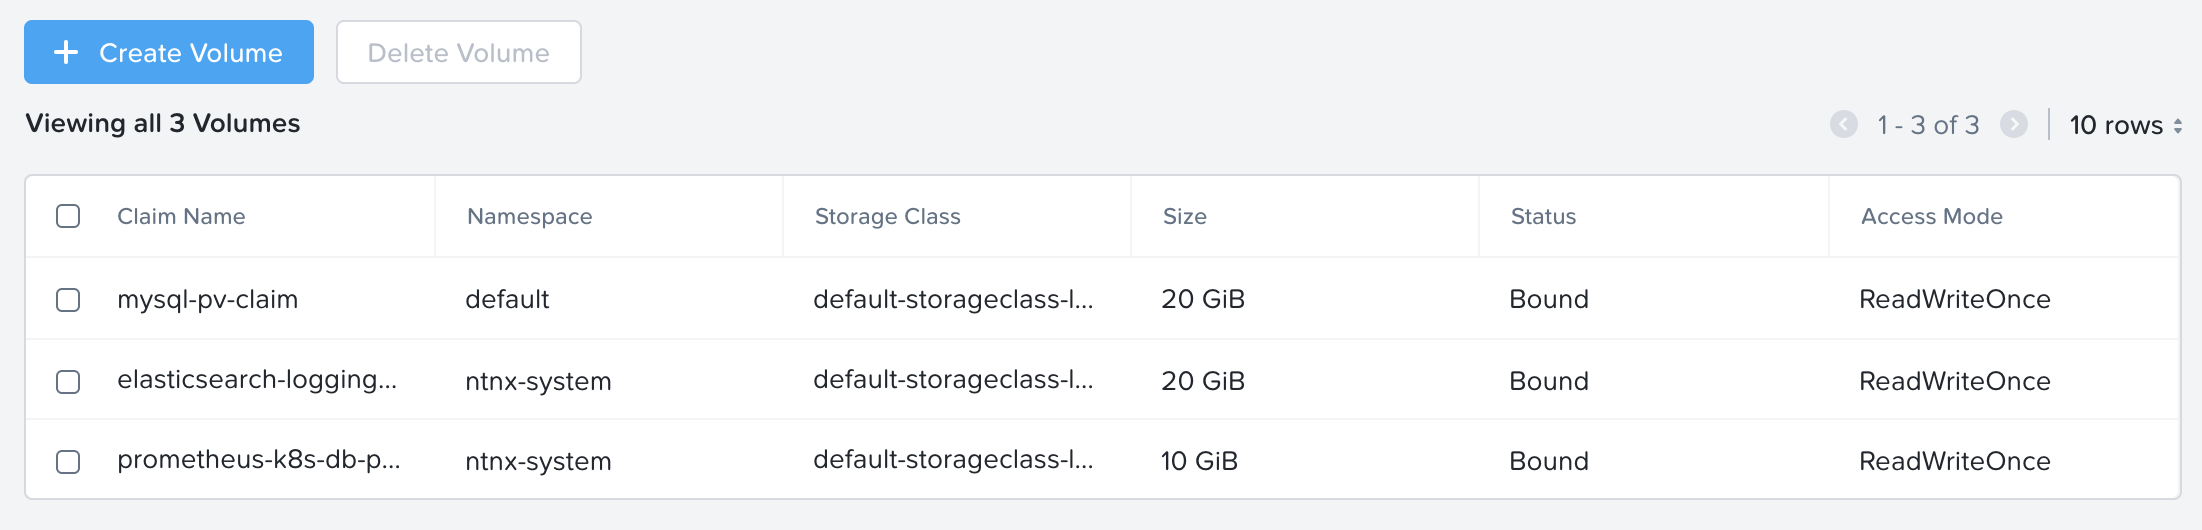 + Create Volume Delete Volume
Viewing all 3 Volumes 1 - 3 of 3 10 rows
Claim Name Namespace Storage Class Size Status Access Mode
mysql-pv-claim default default-storageclass-l... 20 GiB Bound ReadWriteOnce
elasticsearch-logging... ntnx-system default-storageclass-l... 20 GiB Bound ReadWriteOnce
prometheus-k8s-db-p... ntnx-system default-storageclass-l... 10 GiB Bound ReadWriteOnce